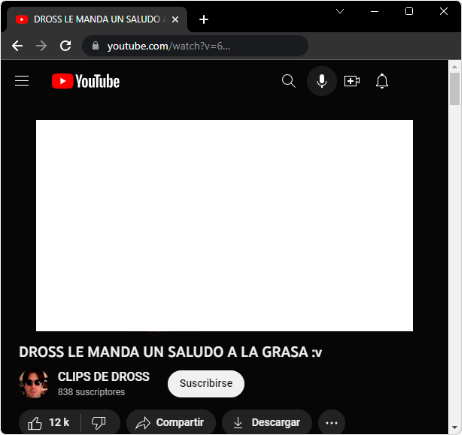 DROSS LE MANDA UN SALUDO A
youtube.com/watch?v=6...
YouTube
DROSS LE MANDA UN SALUDO A LA GRASA :v
CLIPS DE DROSS
838 suscriptores
Suscribirse
12 k
Compartir
Descargar